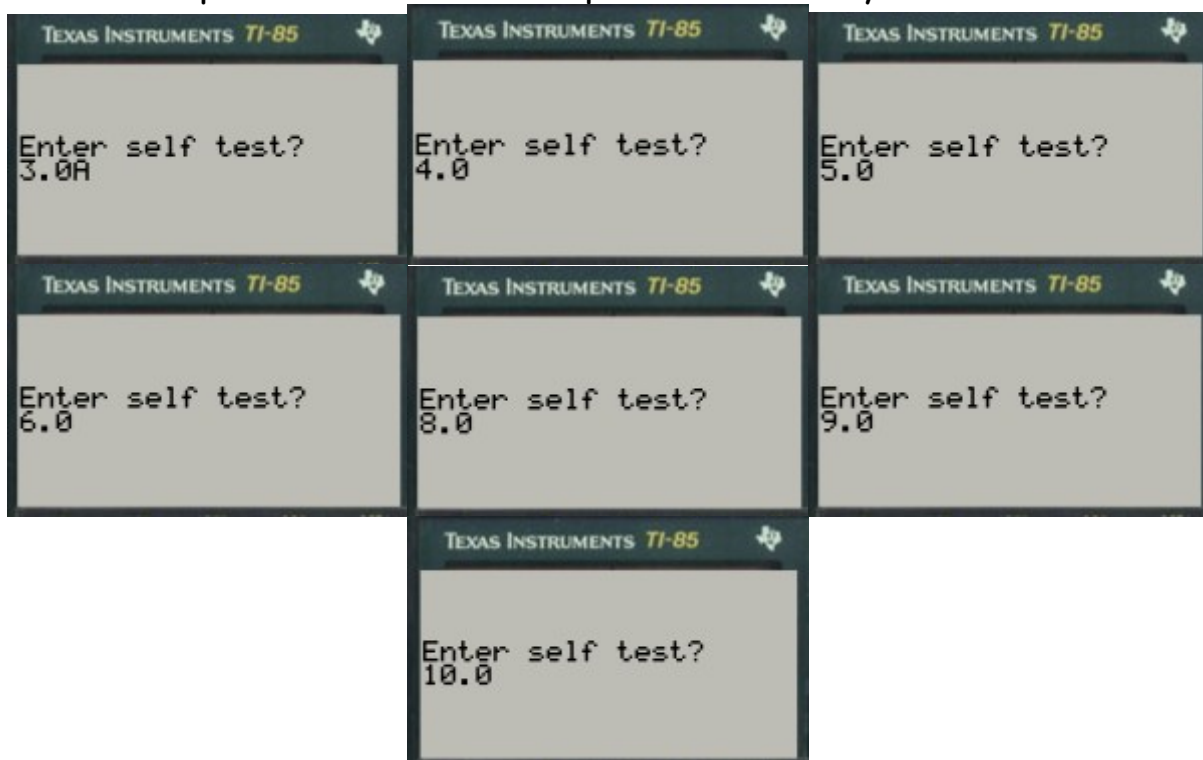 TEXAS INSTRUMENTS TI-85
Enter self test?
3.0A
TEXAS INSTRUMENTS TI-85
Enter self test?
4.0
TEXAS INSTRUMENTS TI-85
Enter self test?
5.0
TEXAS INSTRUMENTS TI-85
Enter self test?
6.0
TEXAS INSTRUMENTS TI-85
Enter self test?
8.0
TEXAS INSTRUMENTS TI-85
Enter self test?
9.0
TEXAS INSTRUMENTS TI-85
Enter self test?
10.0